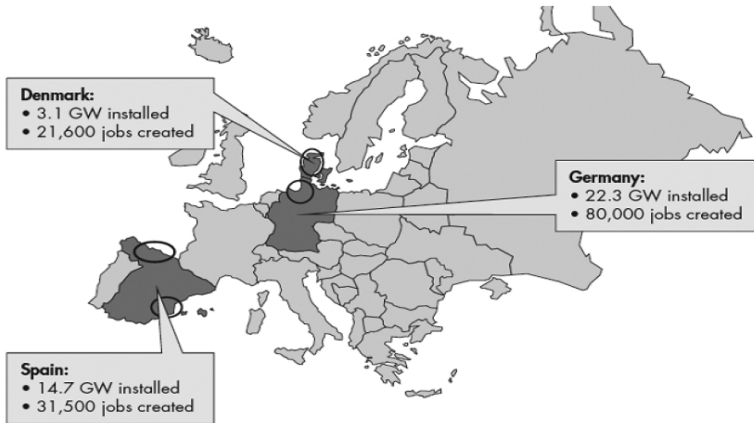 Denmark:
• 3.1 GW installed
• 21,600 jobs created
Germany:
• 22.3 GW installed
• 80,000 jobs created
Spain:
• 14.7 GW installed
• 31,500 jobs created